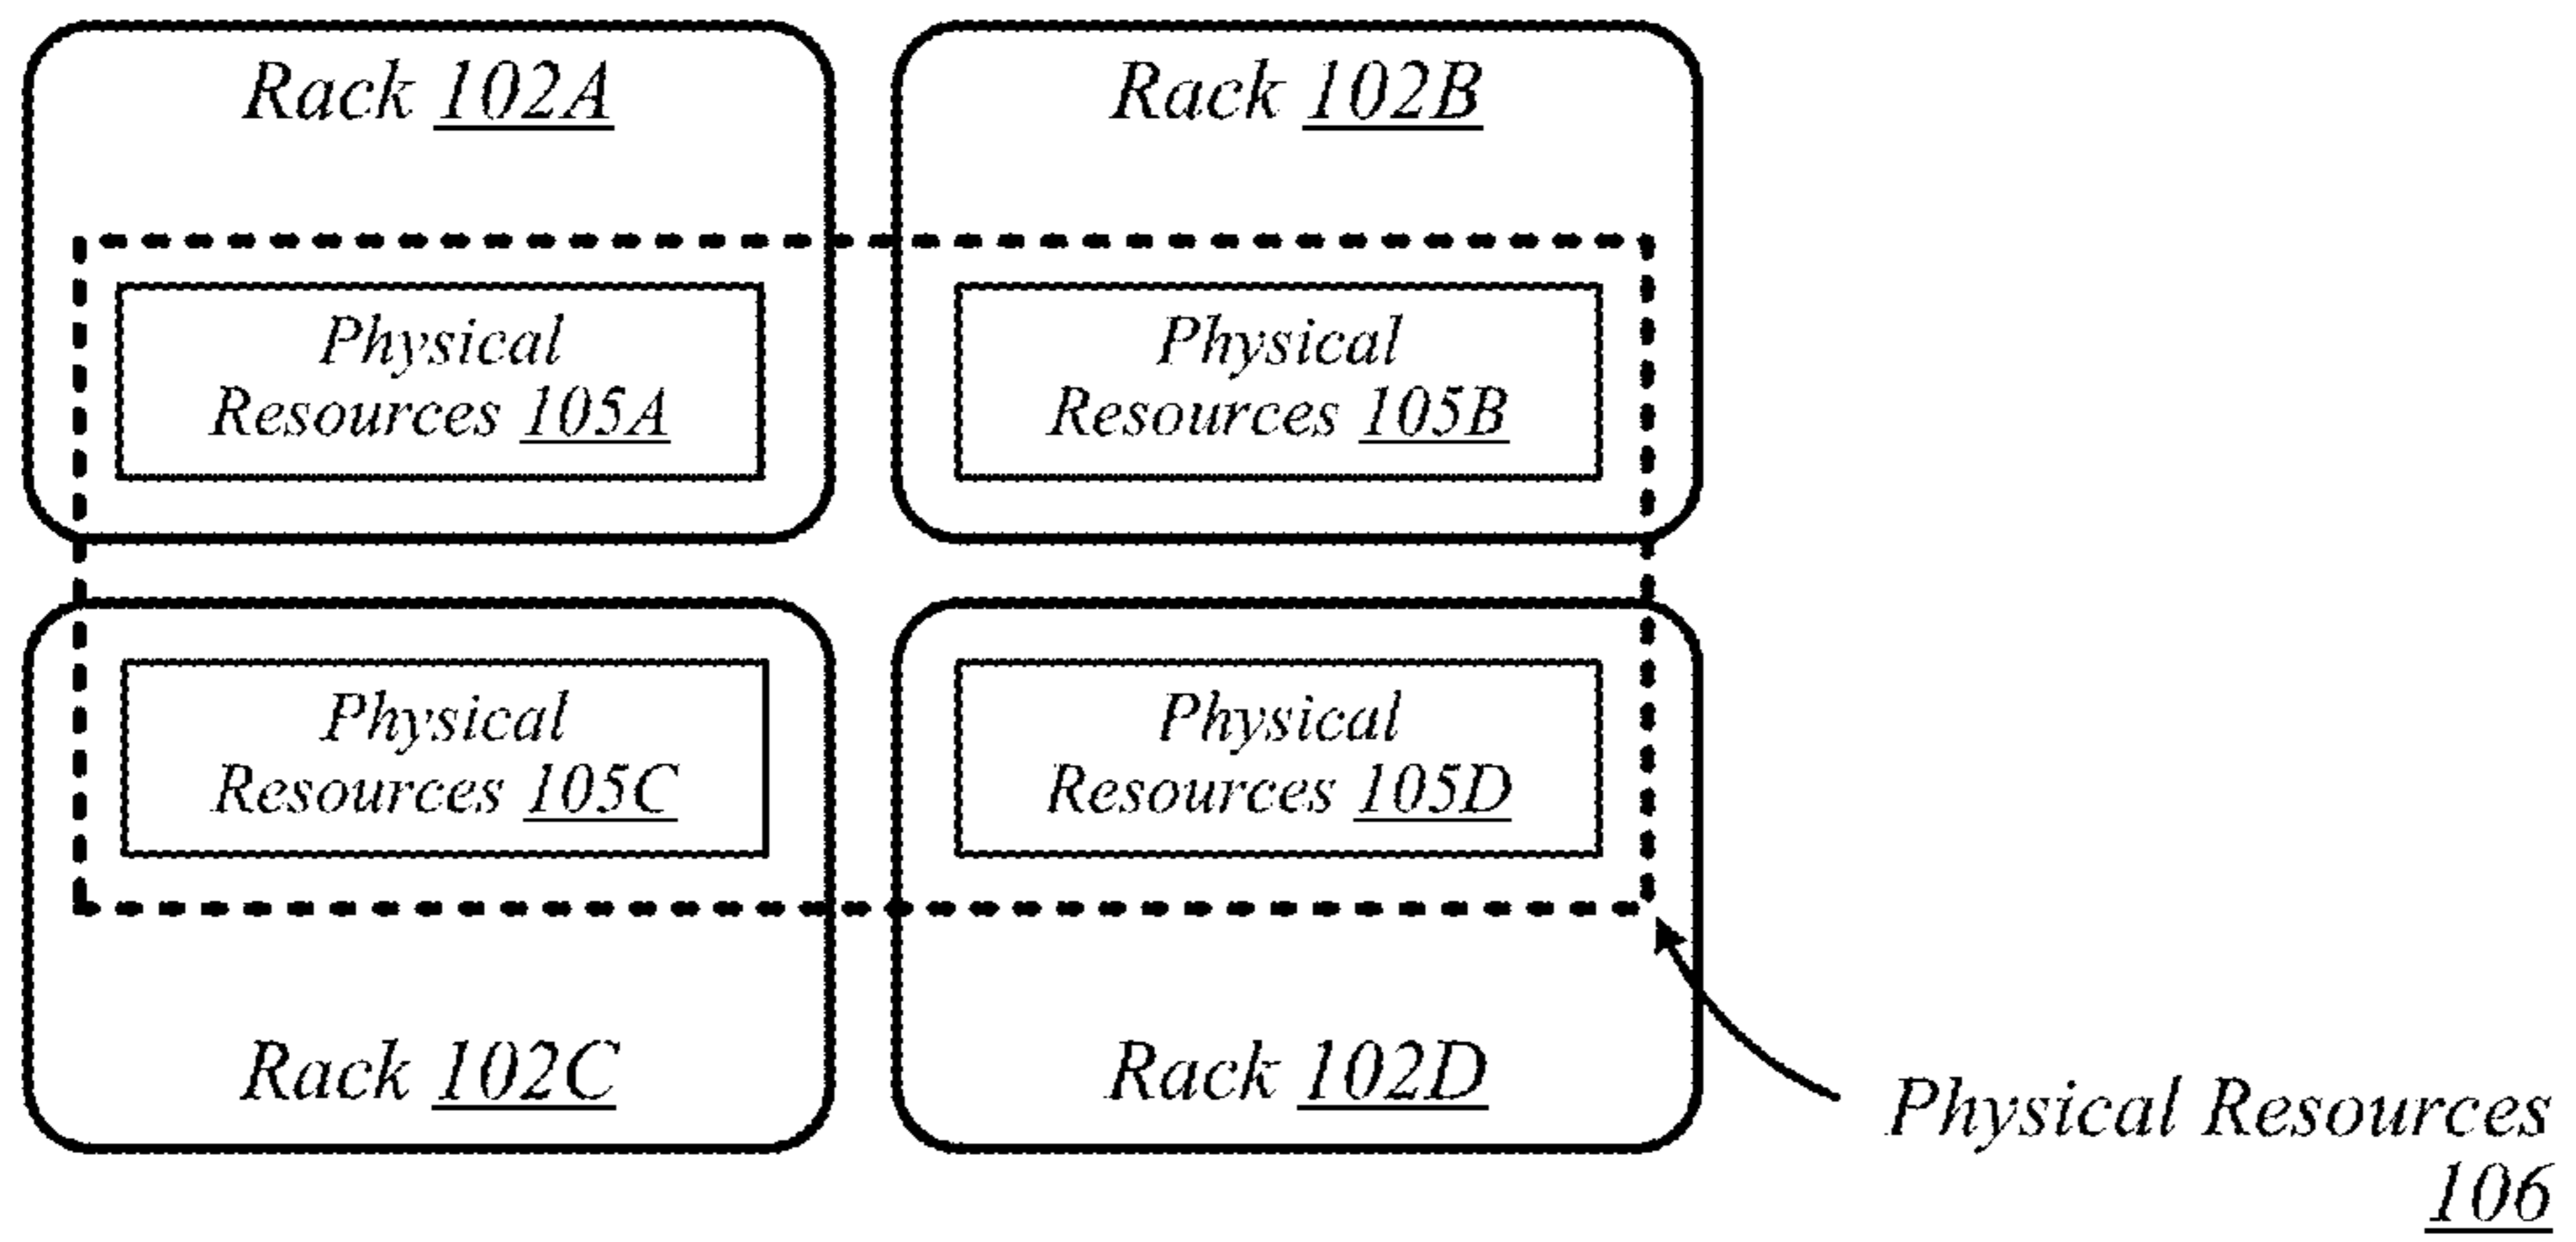 Rack 102A
Rack 102B
Physical
Resources 105A
Physical
Resources 105B
Physical
Resources 105C
Physical
Resources 105D
Rack 102C
Rack 102D
Physical Resources
106